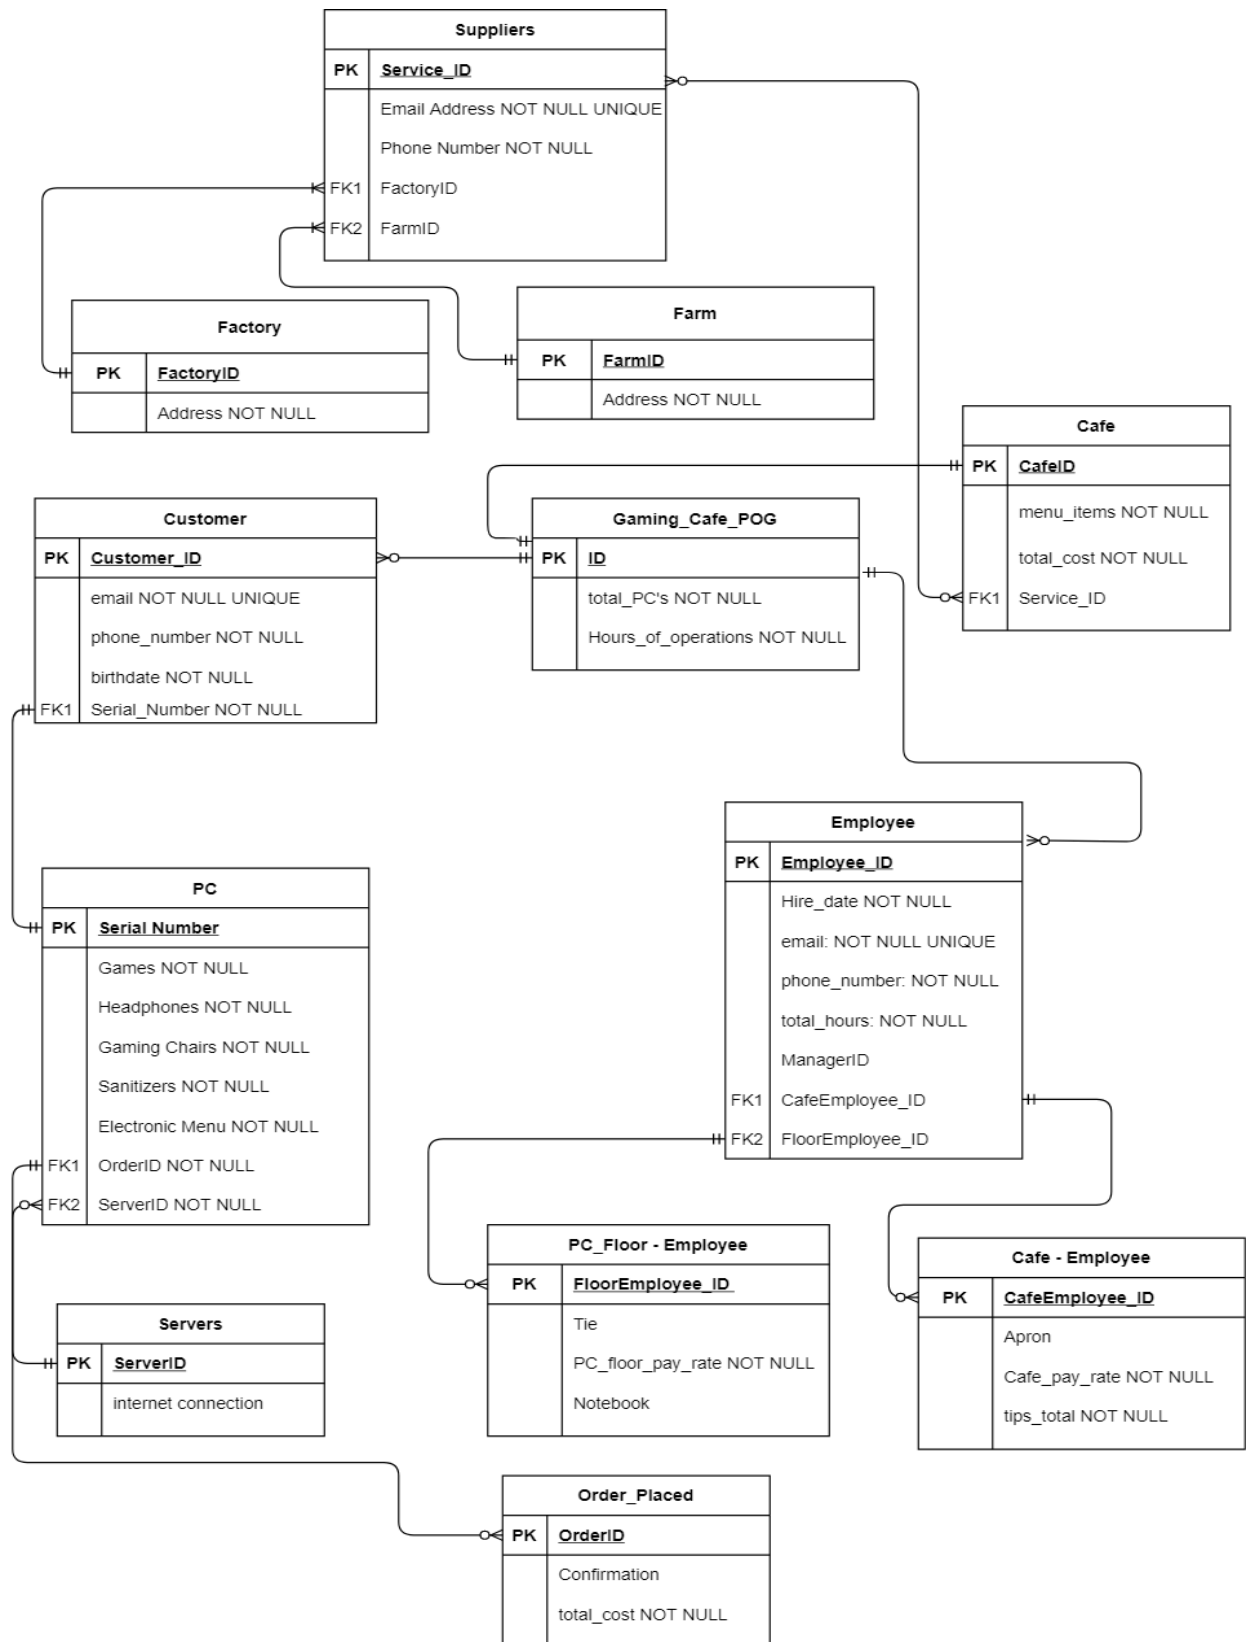 Suppliers
PK Service_ID
Email Address NOT NULL UNIQUE
Phone Number NOT NULL
FK1 FactoryID
FK2 FarmID
Factory
PK FactoryID
Address NOT NULL
Farm
PK FarmID
Address NOT NULL
Cafe
PK CafeID
menu_items NOT NULL
total_cost NOT NULL
FK1 Service_ID
Customer
PK Customer_ID
email NOT NULL UNIQUE
phone_number NOT NULL
birthdate NOT NULL
FK1 Serial_Number NOT NULL
Gaming_Cafe_POG
PK ID
total_PC's NOT NULL
Hours_of_operations NOT NULL
Employee
PK Employee_ID
Hire_date NOT NULL
email: NOT NULL UNIQUE
phone_number: NOT NULL
total_hours: NOT NULL
ManagerID
FK1 CafeEmployee_ID
FK2 FloorEmployee_ID
PC
PK Serial Number
Games NOT NULL
Headphones NOT NULL
Gaming Chairs NOT NULL
Sanitizers NOT NULL
Electronic Menu NOT NULL
FK1 OrderID NOT NULL
FK2 ServerID NOT NULL
PC_Floor - Employee
PK FloorEmployee_ID
Tie
PC_floor_pay_rate NOT NULL
Notebook
Cafe - Employee
PK CafeEmployee_ID
Apron
Cafe_pay_rate NOT NULL
tips_total NOT NULL
Servers
PK ServerID
internet connection
Order_Placed
PK OrderID
Confirmation
total_cost NOT NULL